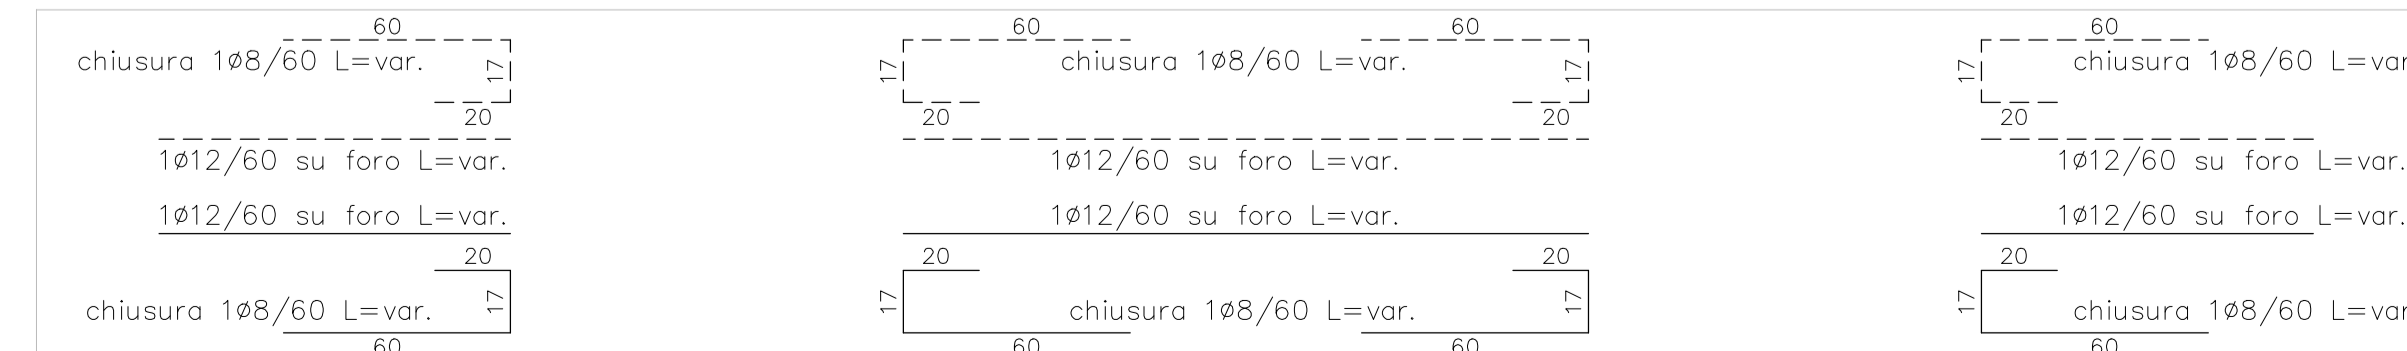 60 60 60 60
chiusura 1ø8/60 L=var. 17 17 chiusura 1ø8/60 L=var. 17 17 chiusura 1ø8/60 L=var
20 20 20 20
1ø12/60 su foro L=var. 1ø12/60 su foro L=var. 1ø12/60 su foro L=var.
1ø12/60 su foro L=var. 1ø12/60 su foro L=var. 1ø12/60 su foro L=var.
20 20 20 20
chiusura 1ø8/60 L=var. 17 17 chiusura 1ø8/60 L=var. 17 17 chiusura 1ø8/60 L=var
60 60 60 60